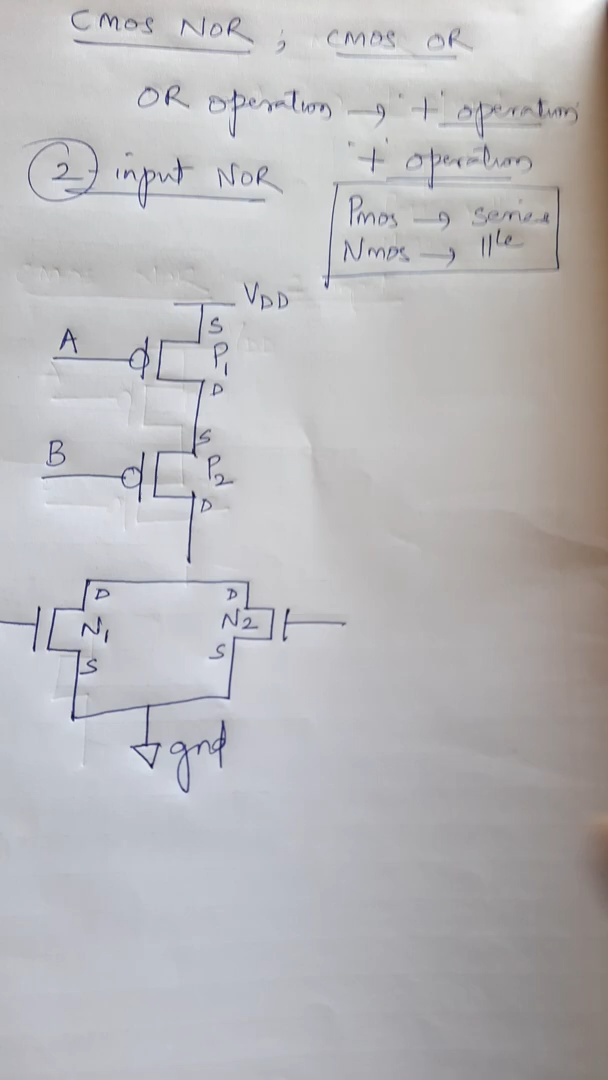 CMOS NOR ; CMOS OR
OR operation → '+' operation
'+' operation
2 - input NOR
Pmos → series
Nmos → ||le
VDD
S
A
P1
D
S
B
P2
D
D D
N1 N2
S S
gnd